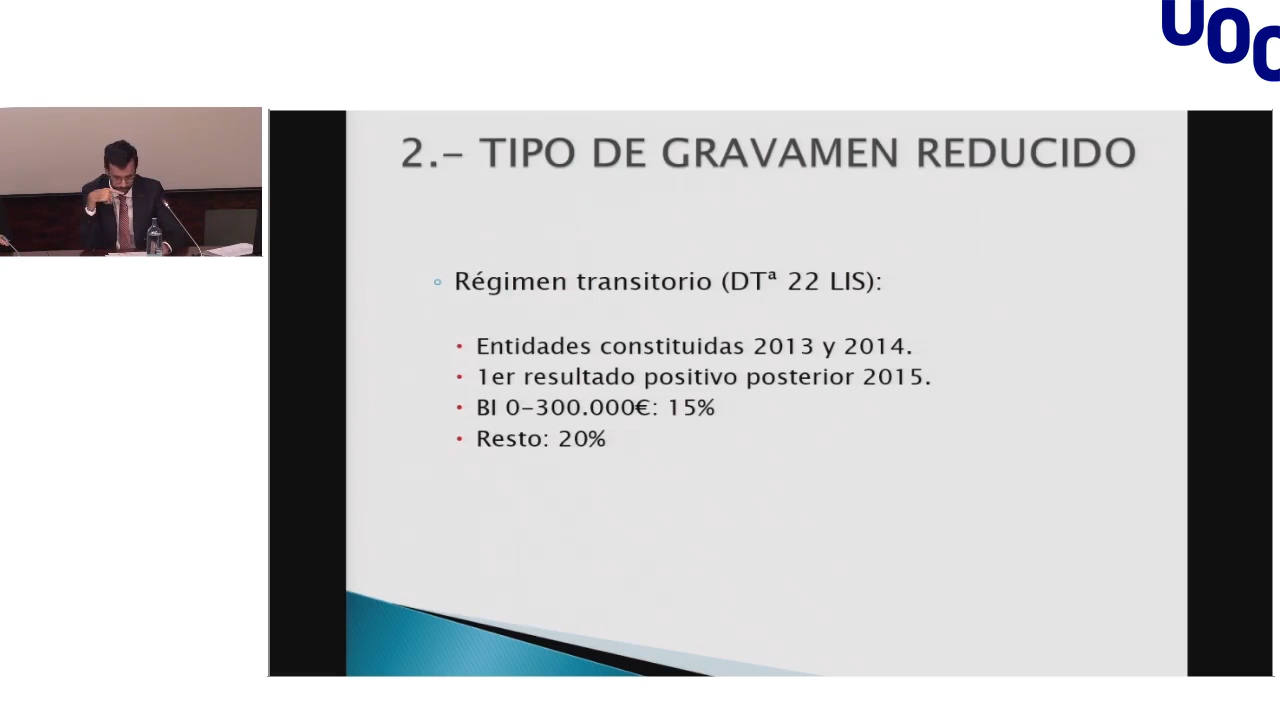 UOC
2.- TIPO DE GRAVAMEN REDUCIDO
Régimen transitorio (DTª 22 LIS):
Entidades constituidas 2013 y 2014.
1er resultado positivo posterior 2015.
BI 0-300.000€: 15%
Resto: 20%